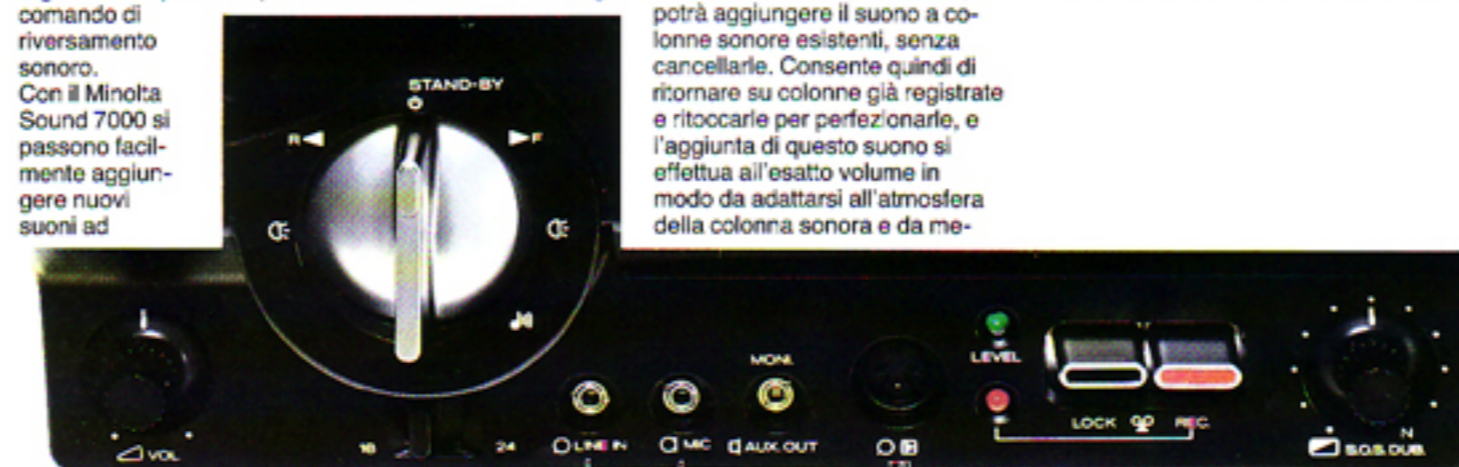 comando di
riversamento
sonoro.
Con il Minolta
Sound 7000 si
passono facil-
mente aggiun-
gere nuovi
suoni ad
potrà aggiungere il suono a co-
lonne sonore esistenti, senza
cancellarle. Consente quindi di
ritornare su colonne già registrate
e ritoccarle per perfezionarle, e
l'aggiunta di questo suono si
effettua all'esatto volume in
modo da adattarsi all'atmosfera
della colonna sonora e da me-
STAND-BY
R F
MONI.
LEVEL
LOCK REC.
VOL
18 24
LINE IN MIC AUX. OUT
N
S.O.S. DUB.